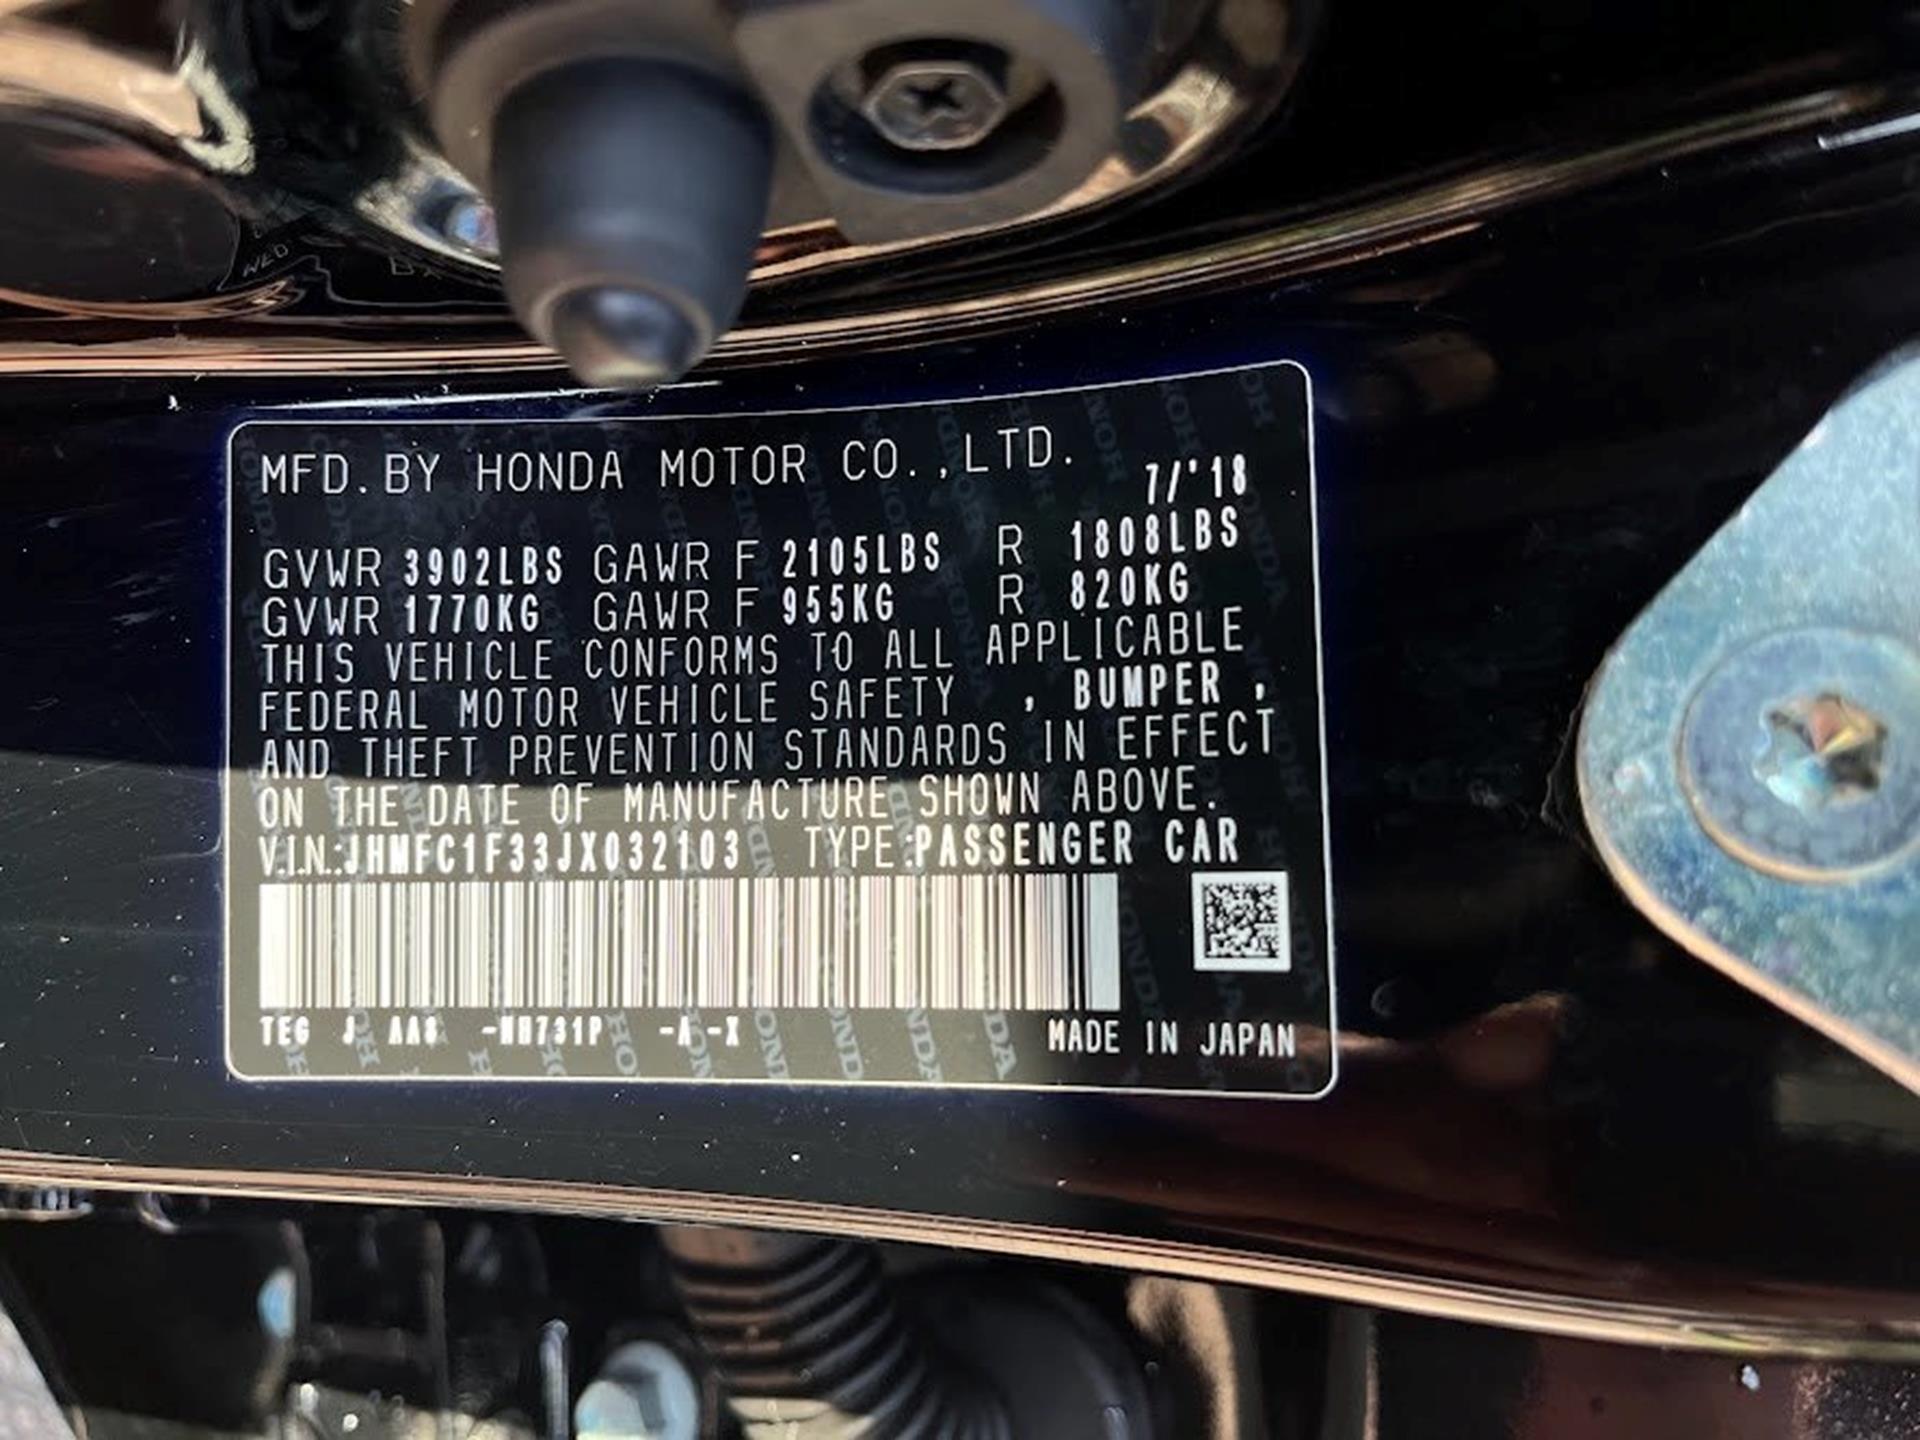 MFD.BY HONDA MOTOR CO.,LTD.
7/'18
GVWR 3902LBS GAWR F 2105LBS R 1808LBS
GVWR 1770KG GAWR F 955KG R 820KG
THIS VEHICLE CONFORMS TO ALL APPLICABLE
FEDERAL MOTOR VEHICLE SAFETY , BUMPER ,
AND THEFT PREVENTION STANDARDS IN EFFECT
ON THE DATE OF MANUFACTURE SHOWN ABOVE.
V.I.N.:JHMFC1F33JX032103 TYPE:PASSENGER CAR
TEG J AA8 -NH731P -A-X MADE IN JAPAN